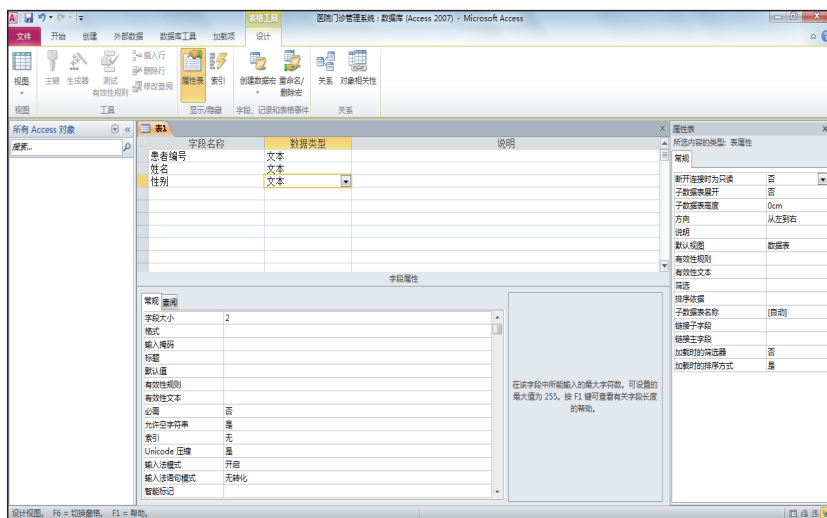 表格工具
医院门诊管理系统 : 数据库 (Access 2007) - Microsoft Access
文件 开始 创建 外部数据 数据库工具 加载项 设计
视图
主键 生成器 测试有效性规则
插入行
删除行
修改查阅
属性表 索引
创建数据宏 重命名/删除宏
关系 对象相关性
视图 工具 显示/隐藏 字段、记录和表格事件 关系
所有 Access 对象
搜索...
表1
字段名称 数据类型 说明
患者编号 文本
姓名 文本
性别 文本
字段属性
常规 查阅
字段大小 2
格式
输入掩码
标题
默认值
有效性规则
有效性文本
必需 否
允许空字符串 是
索引 无
Unicode 压缩 是
输入法模式 开启
输入法语句模式 无转化
智能标记
在该字段中所能输入的最大字符数。可设置的
最大值为 255。按 F1 键可查看有关字段长度
的帮助。
属性表
所选内容的类型: 表属性
常规
断开连接时为只读 否
子数据表展开 否
子数据表高度 0cm
方向 从左到右
说明
默认视图 数据表
有效性规则
有效性文本
筛选
排序依据
子数据表名称 [自动]
链接子字段
链接主字段
加载时的筛选器 否
加载时的排序方式 是
设计视图。 F6 = 切换窗格。 F1 = 帮助。